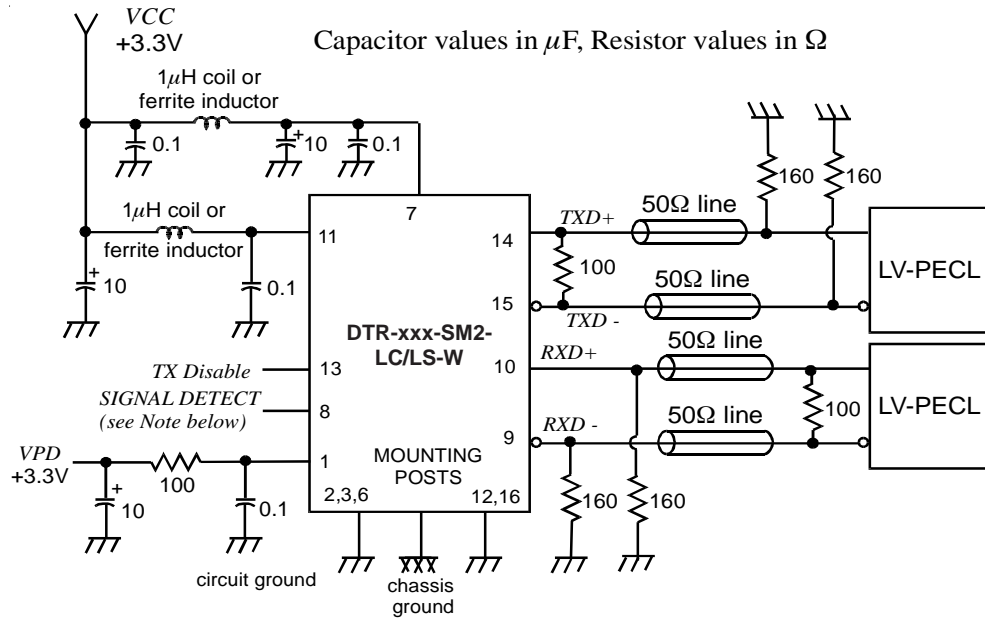 VCC
+3.3V
Capacitor values in μF, Resistor values in Ω
1μH coil or
ferrite inductor
0.1
+
10
0.1
160
160
1μH coil or
ferrite inductor
+
10
0.1
7
11
14
TXD+
50Ω line
100
LV-PECL
15
TXD -
50Ω line
DTR-xxx-SM2-
LC/LS-W
TX Disable
13
10
RXD+
50Ω line
SIGNAL DETECT
(see Note below)
8
100
LV-PECL
9
RXD -
50Ω line
VPD
+3.3V
100
1
+
10
0.1
MOUNTING
POSTS
2,3,6
12,16
160
160
circuit ground
chassis
ground